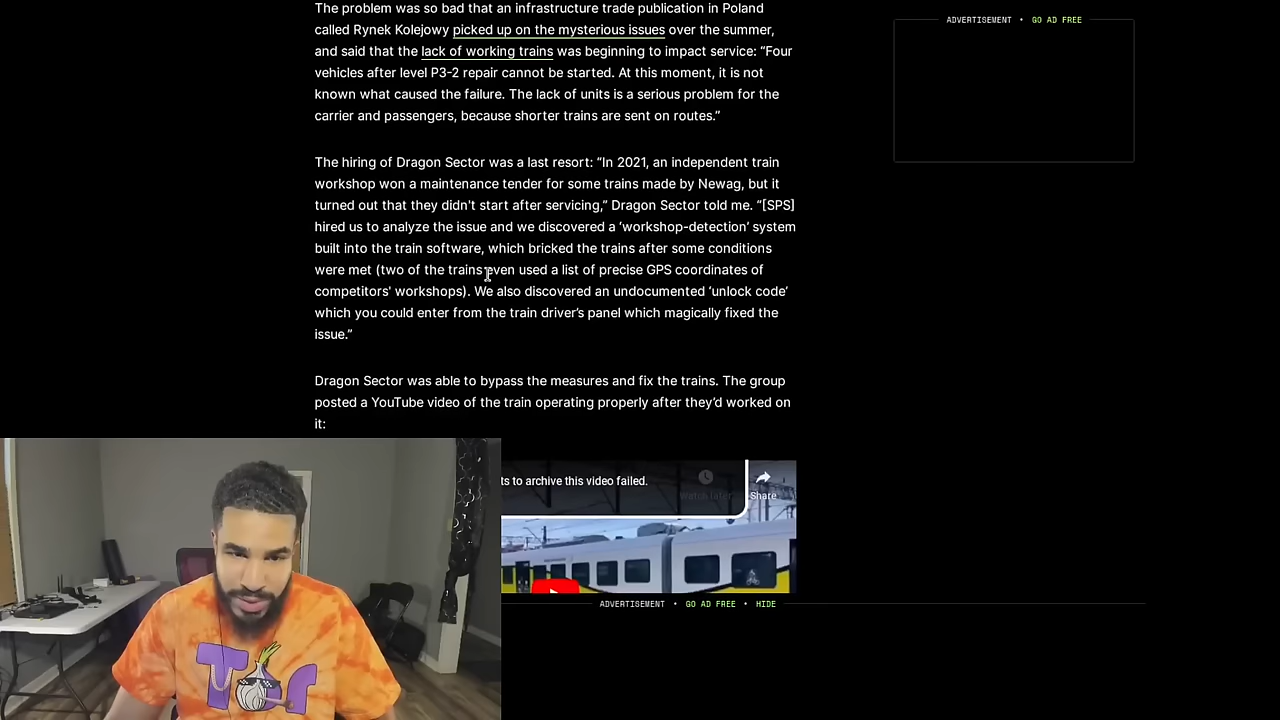 The problem was so bad that an infrastructure trade publication in Poland
called Rynek Kolejowy picked up on the mysterious issues over the summer,
and said that the lack of working trains was beginning to impact service: “Four
vehicles after level P3-2 repair cannot be started. At this moment, it is not
known what caused the failure. The lack of units is a serious problem for the
carrier and passengers, because shorter trains are sent on routes.”
ADVERTISEMENT • GO AD FREE
The hiring of Dragon Sector was a last resort: “In 2021, an independent train
workshop won a maintenance tender for some trains made by Newag, but it
turned out that they didn't start after servicing,” Dragon Sector told me. “[SPS]
hired us to analyze the issue and we discovered a ‘workshop-detection’ system
built into the train software, which bricked the trains after some conditions
were met (two of the trains even used a list of precise GPS coordinates of
competitors' workshops). We also discovered an undocumented ‘unlock code’
which you could enter from the train driver’s panel which magically fixed the
issue.”
Dragon Sector was able to bypass the measures and fix the trains. The group
posted a YouTube video of the train operating properly after they’d worked on
it:
ts to archive this video failed.
Watch later
Share
ADVERTISEMENT • GO AD FREE • HIDE
Tor